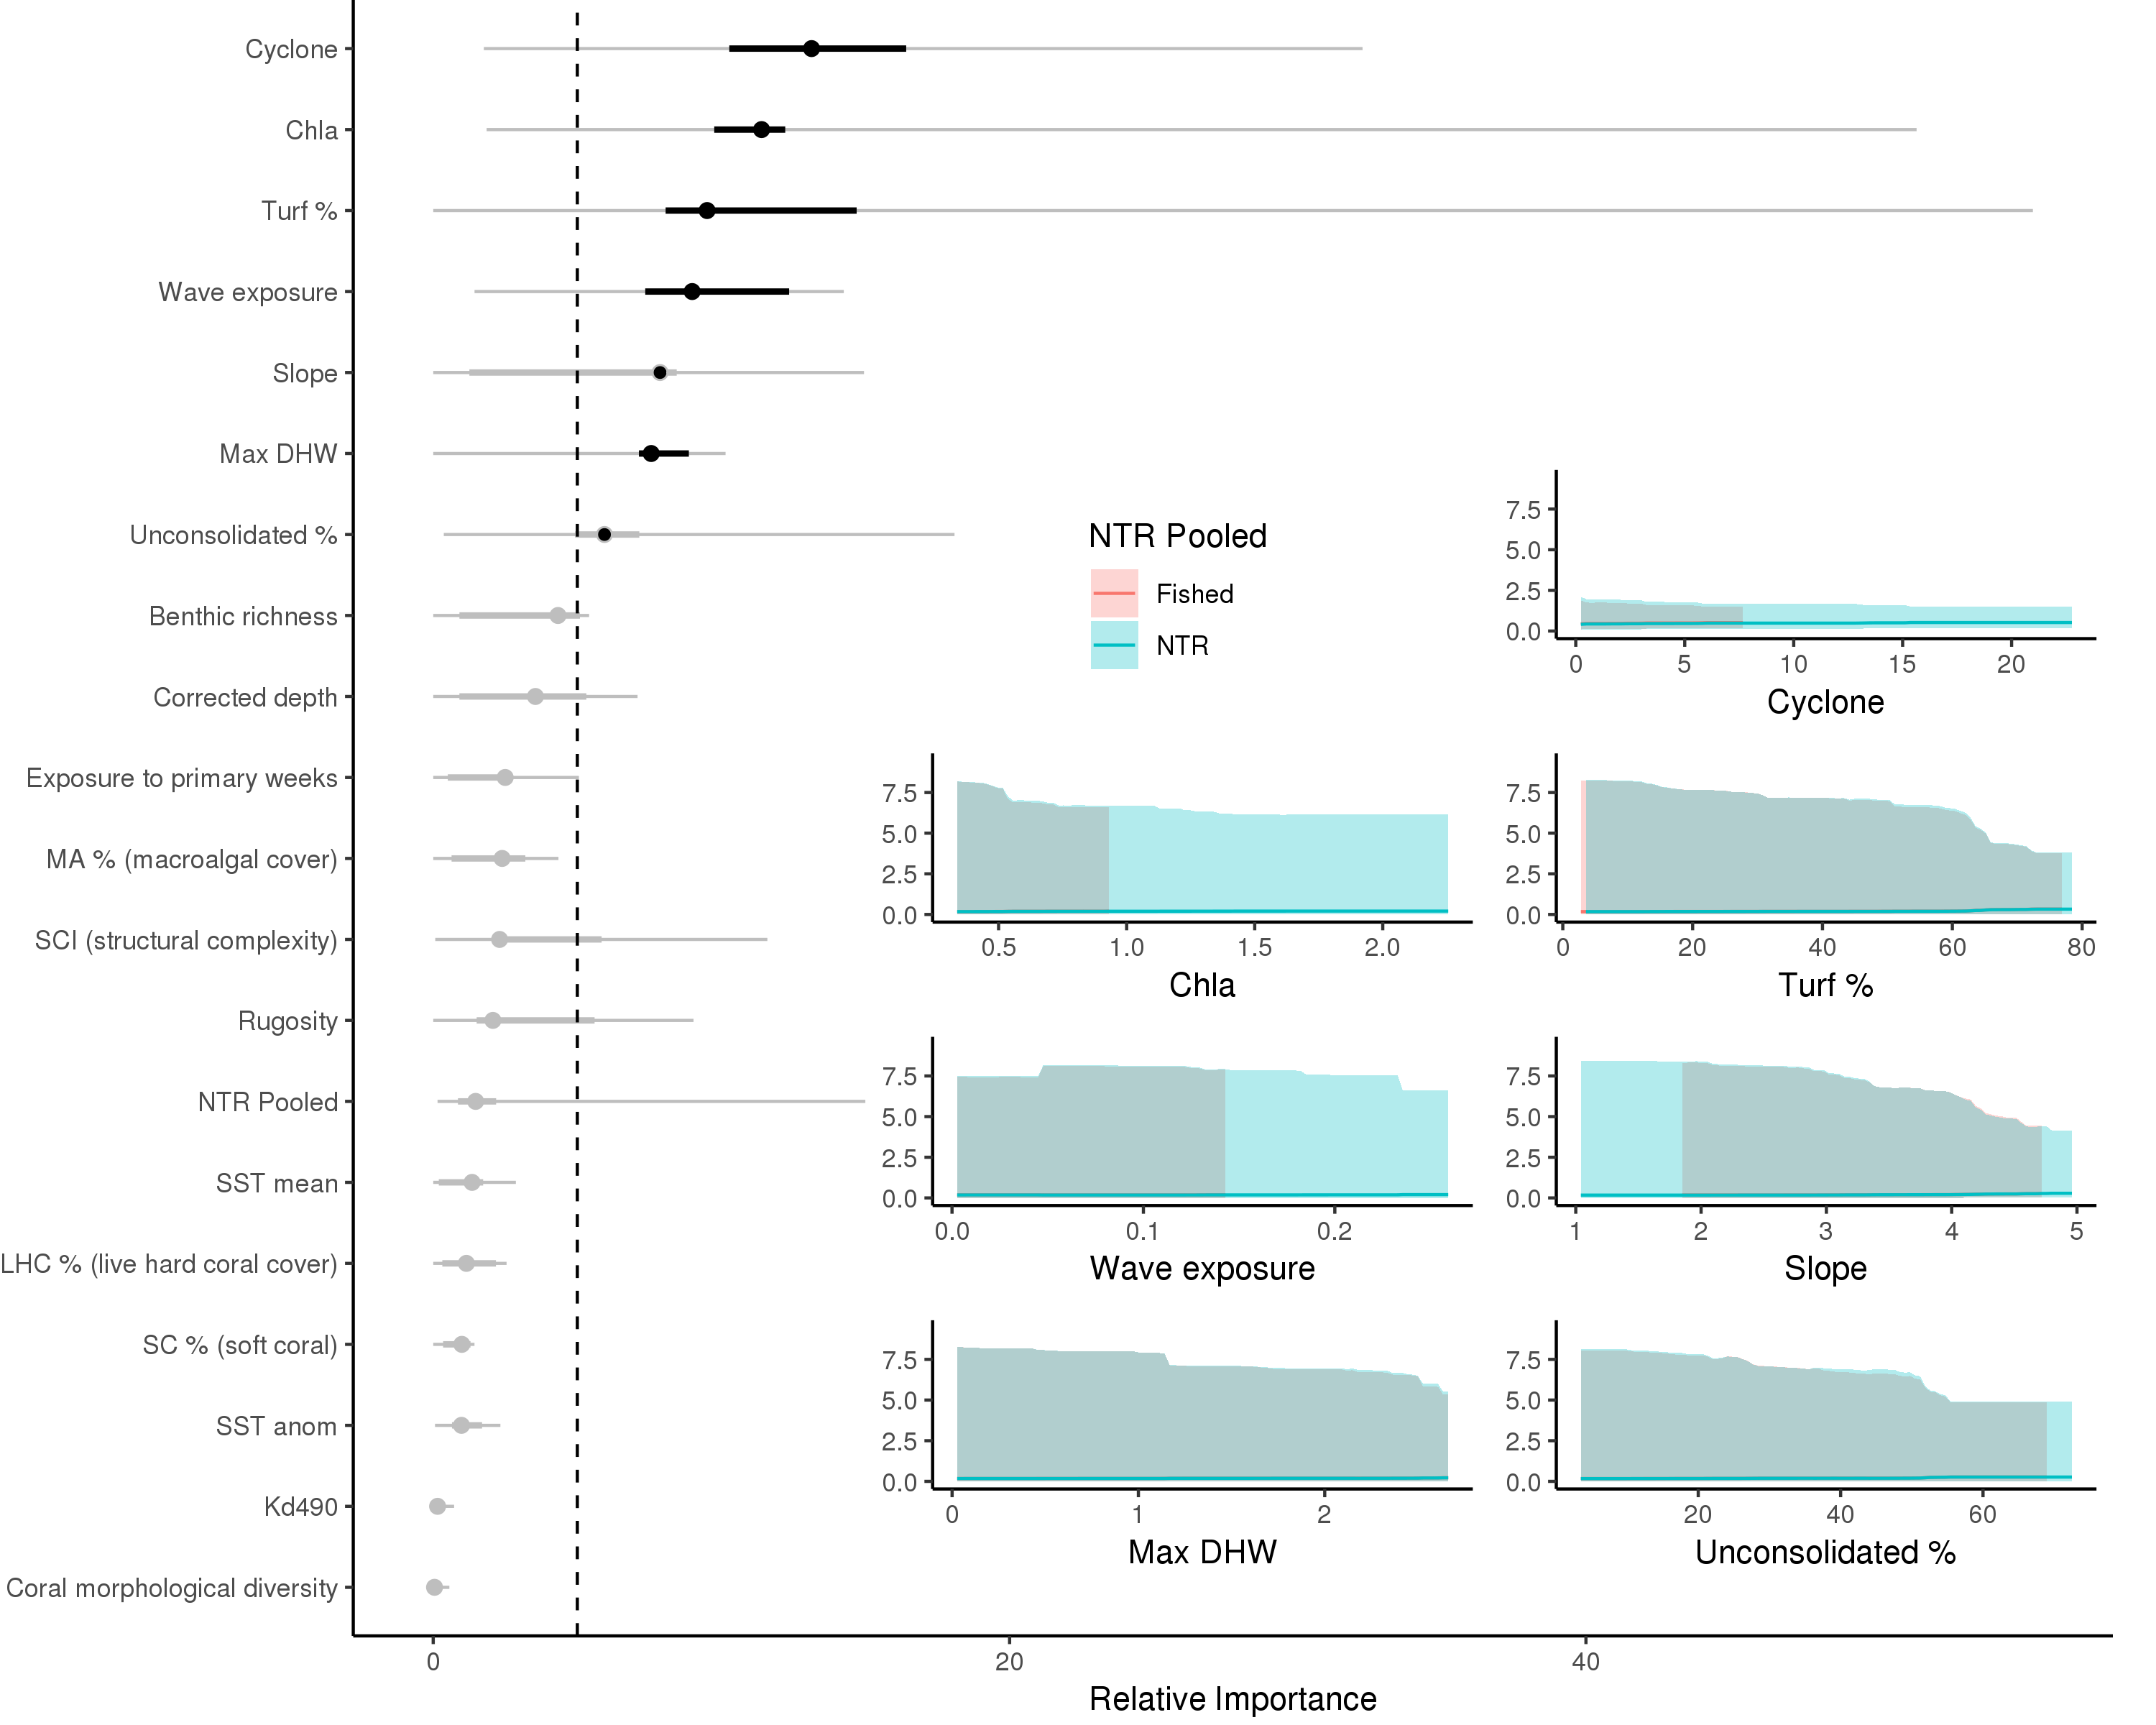 Cyclone
Chla
Turf %
Wave exposure
Slope
Max DHW
Unconsolidated %
Benthic richness
Corrected depth
Exposure to primary weeks
MA % (macroalgal cover)
SCI (structural complexity)
Rugosity
NTR Pooled
SST mean
LHC % (live hard coral cover)
SC % (soft coral)
SST anom
Kd490
Coral morphological diversity
0 20 40
Relative Importance
NTR Pooled
Fished
NTR
7.5
5.0
2.5
0.0
0 5 10 15 20
Cyclone
7.5
5.0
2.5
0.0
0.5 1.0 1.5 2.0
Chla
7.5
5.0
2.5
0.0
0 20 40 60 80
Turf %
7.5
5.0
2.5
0.0
0.0 0.1 0.2
Wave exposure
7.5
5.0
2.5
0.0
1 2 3 4 5
Slope
7.5
5.0
2.5
0.0
0 1 2
Max DHW
7.5
5.0
2.5
0.0
20 40 60
Unconsolidated %